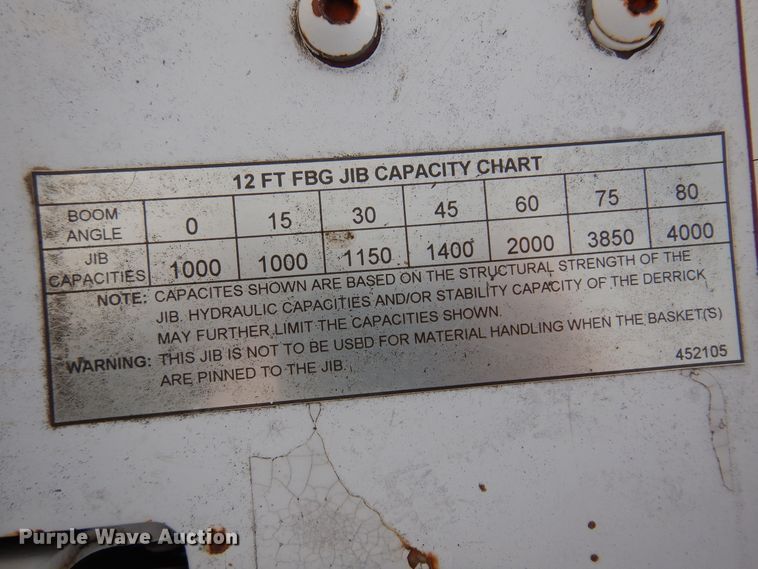 12 FT FBG JIB CAPACITY CHART
BOOM ANGLE 0 15 30 45 60 75 80
JIB CAPACITIES 1000 1000 1150 1400 2000 3850 4000
NOTE: CAPACITES SHOWN ARE BASED ON THE STRUCTURAL STRENGTH OF THE
JIB. HYDRAULIC CAPACITIES AND/OR STABILITY CAPACITY OF THE DERRICK
MAY FURTHER LIMIT THE CAPACITIES SHOWN.
WARNING: THIS JIB IS NOT TO BE USED FOR MATERIAL HANDLING WHEN THE BASKET(S)
ARE PINNED TO THE JIB.
452105
Purple Wave Auction